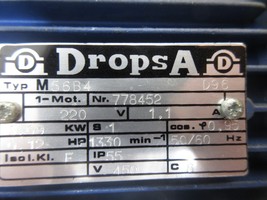 D DropsA D
Typ M 56B4
1-Mot. Nr. 778452
220 V 1.1 A
KW S 1 cos.φ
1330 min⁻¹ 50/60 Hz
Isol.Kl. F IP 55
V